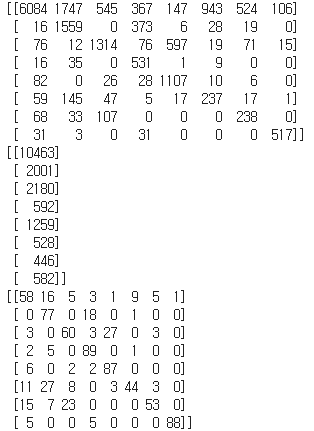 [[6084 1747 545 367 147 943 524 106]
[ 16 1559 0 373 6 28 19 0]
[ 76 12 1314 76 597 19 71 15]
[ 16 35 0 531 1 9 0 0]
[ 82 0 26 28 1107 10 6 0]
[ 59 145 47 5 17 237 17 1]
[ 68 33 107 0 0 0 238 0]
[ 31 3 0 31 0 0 0 517]]
[[10463]
[ 2001]
[ 2180]
[ 592]
[ 1259]
[ 528]
[ 446]
[ 582]]
[[58 16 5 3 1 9 5 1]
[ 0 77 0 18 0 1 0 0]
[ 3 0 60 3 27 0 3 0]
[ 2 5 0 89 0 1 0 0]
[ 6 0 2 2 87 0 0 0]
[11 27 8 0 3 44 3 0]
[15 7 23 0 0 0 53 0]
[ 5 0 0 5 0 0 0 88]]